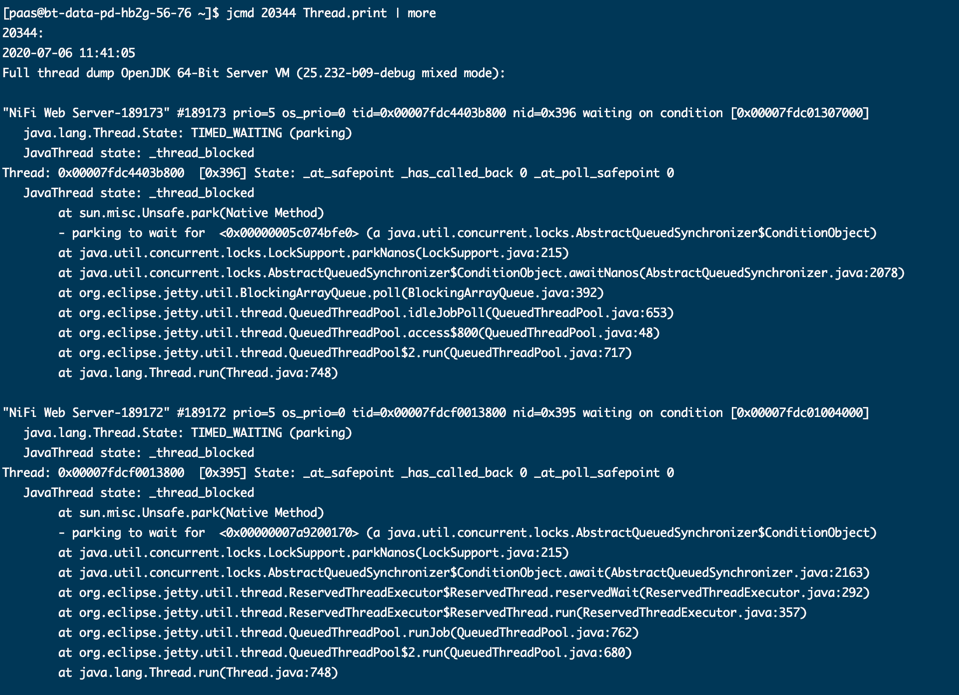 [paas@bt-data-pd-hb2g-56-76 ~]$ jcmd 20344 Thread.print | more
20344:
2020-07-06 11:41:05
Full thread dump OpenJDK 64-Bit Server VM (25.232-b09-debug mixed mode):

"NiFi Web Server-189173" #189173 prio=5 os_prio=0 tid=0x00007fdc4403b800 nid=0x396 waiting on condition [0x00007fdc01307000]
   java.lang.Thread.State: TIMED_WAITING (parking)
   JavaThread state: _thread_blocked
Thread: 0x00007fdc4403b800  [0x396] State: _at_safepoint _has_called_back 0 _at_poll_safepoint 0
   JavaThread state: _thread_blocked
        at sun.misc.Unsafe.park(Native Method)
        - parking to wait for  <0x00000005c074bfe0> (a java.util.concurrent.locks.AbstractQueuedSynchronizer$ConditionObject)
        at java.util.concurrent.locks.LockSupport.parkNanos(LockSupport.java:215)
        at java.util.concurrent.locks.AbstractQueuedSynchronizer$ConditionObject.awaitNanos(AbstractQueuedSynchronizer.java:2078)
        at org.eclipse.jetty.util.BlockingArrayQueue.poll(BlockingArrayQueue.java:392)
        at org.eclipse.jetty.util.thread.QueuedThreadPool.idleJobPoll(QueuedThreadPool.java:653)
        at org.eclipse.jetty.util.thread.QueuedThreadPool.access$800(QueuedThreadPool.java:48)
        at org.eclipse.jetty.util.thread.QueuedThreadPool$2.run(QueuedThreadPool.java:717)
        at java.lang.Thread.run(Thread.java:748)

"NiFi Web Server-189172" #189172 prio=5 os_prio=0 tid=0x00007fdcf0013800 nid=0x395 waiting on condition [0x00007fdc01004000]
   java.lang.Thread.State: TIMED_WAITING (parking)
   JavaThread state: _thread_blocked
Thread: 0x00007fdcf0013800  [0x395] State: _at_safepoint _has_called_back 0 _at_poll_safepoint 0
   JavaThread state: _thread_blocked
        at sun.misc.Unsafe.park(Native Method)
        - parking to wait for  <0x00000007a9200170> (a java.util.concurrent.locks.AbstractQueuedSynchronizer$ConditionObject)
        at java.util.concurrent.locks.LockSupport.parkNanos(LockSupport.java:215)
        at java.util.concurrent.locks.AbstractQueuedSynchronizer$ConditionObject.await(AbstractQueuedSynchronizer.java:2163)
        at org.eclipse.jetty.util.thread.ReservedThreadExecutor$ReservedThread.reservedWait(ReservedThreadExecutor.java:292)
        at org.eclipse.jetty.util.thread.ReservedThreadExecutor$ReservedThread.run(ReservedThreadExecutor.java:357)
        at org.eclipse.jetty.util.thread.QueuedThreadPool.runJob(QueuedThreadPool.java:762)
        at org.eclipse.jetty.util.thread.QueuedThreadPool$2.run(QueuedThreadPool.java:680)
        at java.lang.Thread.run(Thread.java:748)